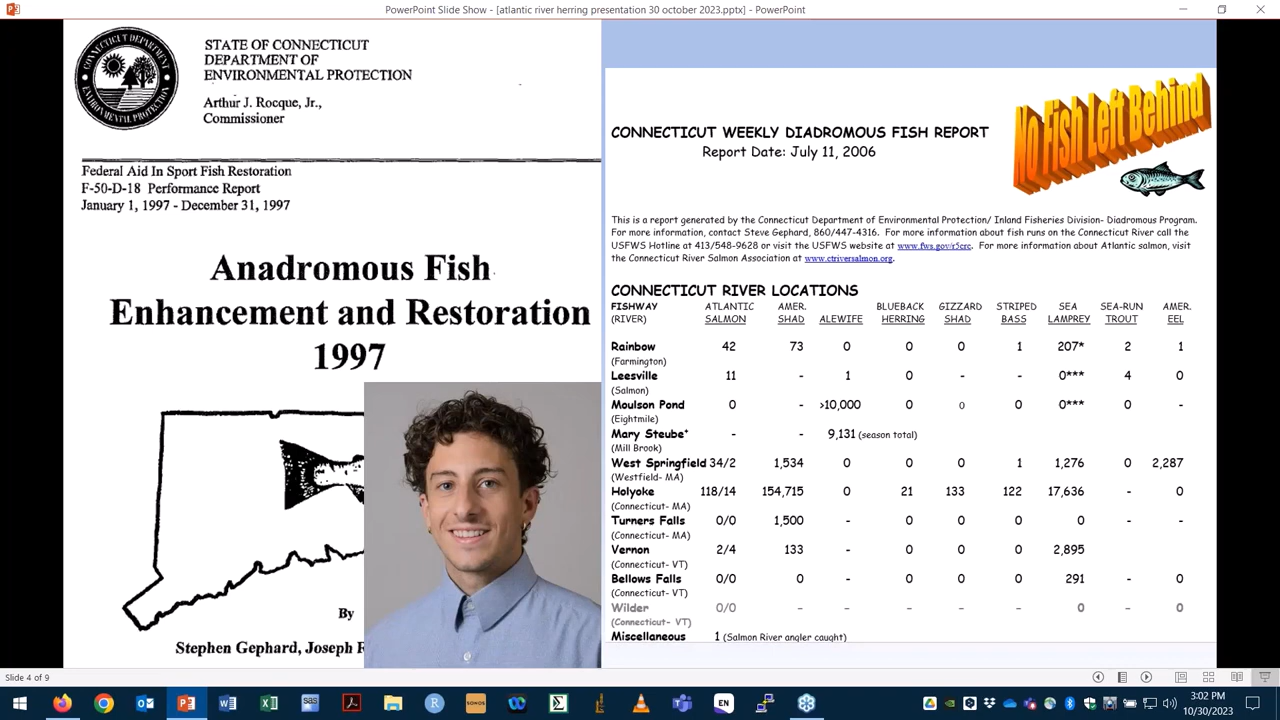 PowerPoint Slide Show - [atlantic river herring presentation 30 october 2023.pptx] - PowerPoint
CONNECTICUT DEPARTMENT OF
ENVIRONMENTAL PROTECTION
STATE OF CONNECTICUT
DEPARTMENT OF
ENVIRONMENTAL PROTECTION
Arthur J. Rocque, Jr.,
Commissioner
Federal Aid In Sport Fish Restoration
F-50-D-18 Performance Report
January 1, 1997 - December 31, 1997
Anadromous Fish
Enhancement and Restoration
1997
By
Stephen Gephard, Joseph
No Fish Left Behind
CONNECTICUT WEEKLY DIADROMOUS FISH REPORT
Report Date: July 11, 2006
This is a report generated by the Connecticut Department of Environmental Protection/ Inland Fisheries Division- Diadromous Program.
For more information, contact Steve Gephard, 860/447-4316. For more information about fish runs on the Connecticut River call the
USFWS Hotline at 413/548-9628 or visit the USFWS website at www.fws.gov/r5crc. For more information about Atlantic salmon, visit
the Connecticut River Salmon Association at www.ctriversalmon.org.
CONNECTICUT RIVER LOCATIONS
FISHWAY ATLANTIC AMER. BLUEBACK GIZZARD STRIPED SEA SEA-RUN AMER.
(RIVER) SALMON SHAD ALEWIFE HERRING SHAD BASS LAMPREY TROUT EEL
Rainbow 42 73 0 0 0 1 207* 2 1
(Farmington)
Leesville 11 - 1 0 - - 0*** 4 0
(Salmon)
Moulson Pond 0 - >10,000 0 0 0 0*** 0 -
(Eightmile)
Mary Steube+ - - 9,131 (season total)
(Mill Brook)
West Springfield 34/2 1,534 0 0 0 1 1,276 0 2,287
(Westfield- MA)
Holyoke 118/14 154,715 0 21 133 122 17,636 - 0
(Connecticut- MA)
Turners Falls 0/0 1,500 - 0 0 0 0 - -
(Connecticut- MA)
Vernon 2/4 133 - 0 0 0 2,895
(Connecticut- VT)
Bellows Falls 0/0 0 - 0 0 0 291 - 0
(Connecticut- VT)
Wilder 0/0 - - - - - 0 - 0
(Connecticut- VT)
Miscellaneous 1 (Salmon River angler caught)
Slide 4 of 9
EN
3:02 PM
10/30/2023